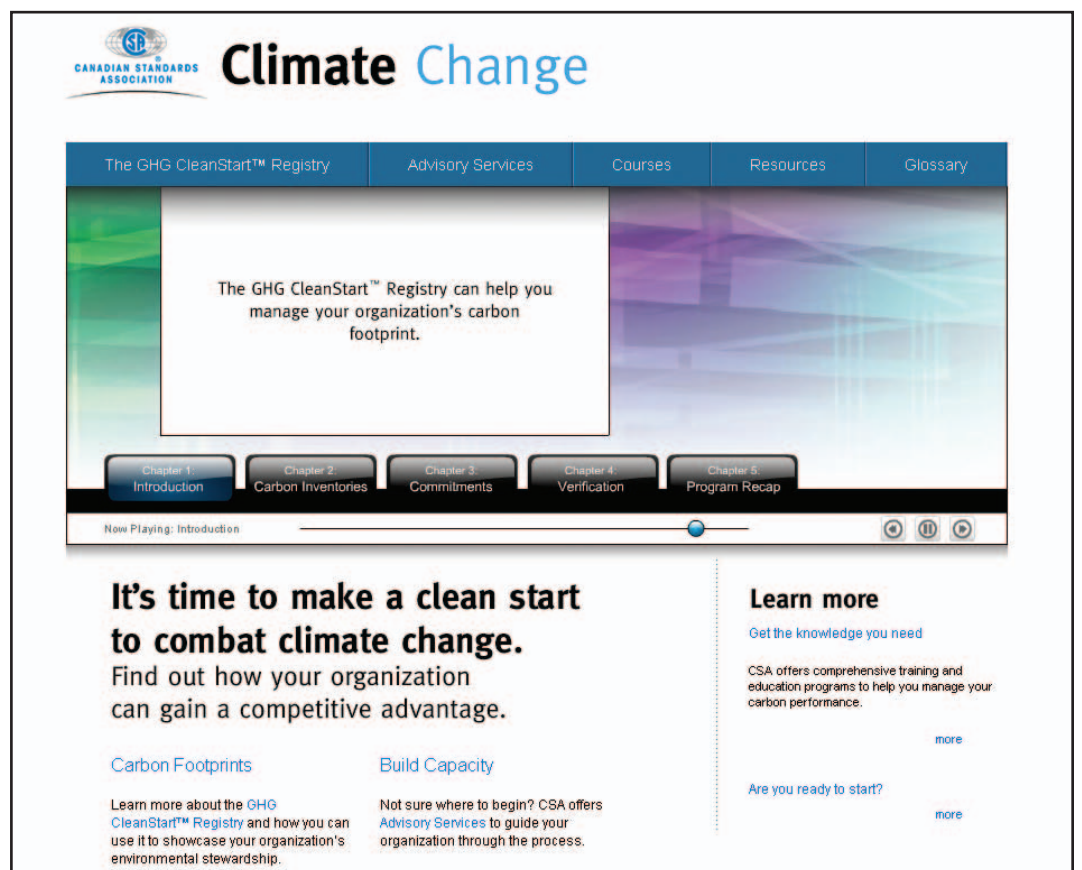 CSA
CANADIAN STANDARDS
ASSOCIATION
Climate Change
The GHG CleanStart™ Registry
Advisory Services
Courses
Resources
Glossary
The GHG CleanStart™ Registry can help you
manage your organization's carbon
footprint.
Chapter 1:
Introduction
Chapter 2:
Carbon Inventories
Chapter 3:
Commitments
Chapter 4:
Verification
Chapter 5:
Program Recap
Now Playing: Introduction
It's time to make a clean start
to combat climate change.
Find out how your organization
can gain a competitive advantage.
Carbon Footprints
Learn more about the GHG
CleanStart™ Registry and how you can
use it to showcase your organization's
environmental stewardship.
Build Capacity
Not sure where to begin? CSA offers
Advisory Services to guide your
organization through the process.
Learn more
Get the knowledge you need
CSA offers comprehensive training and
education programs to help you manage your
carbon performance.
more
Are you ready to start?
more